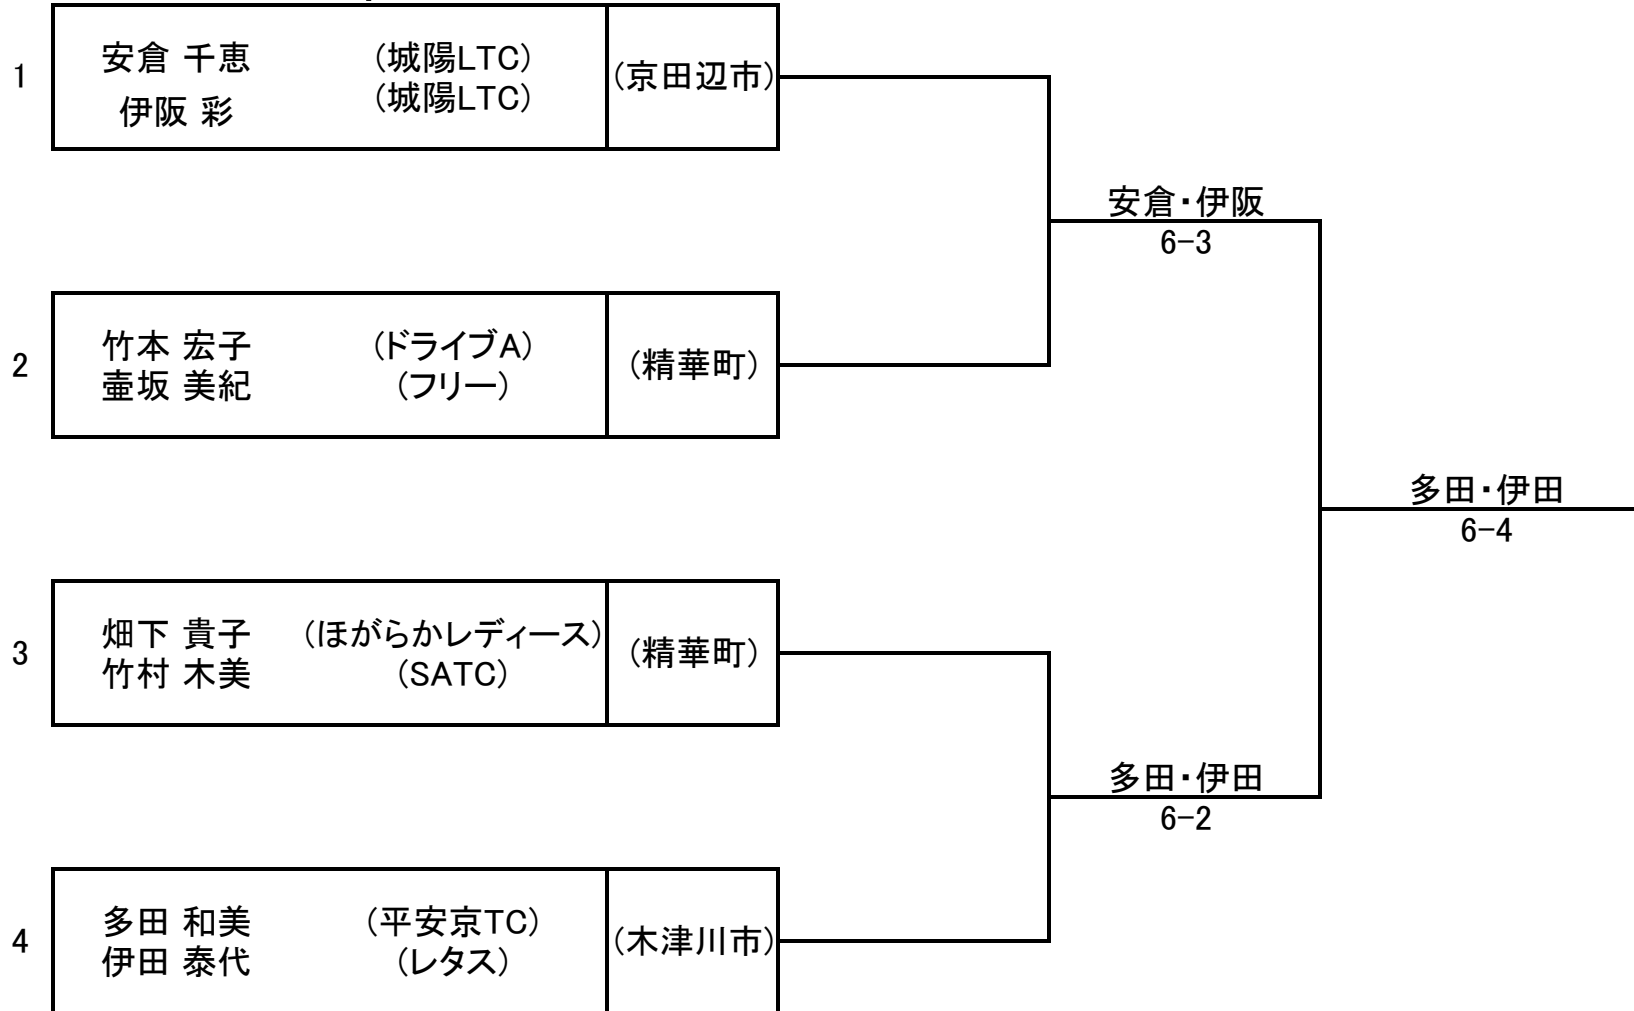 1
安倉 千恵 (城陽LTC)
伊阪 彩 (城陽LTC)
(京田辺市)
安倉・伊阪
6-3
2
竹本 宏子 (ドライブA)
壷坂 美紀 (フリー)
(精華町)
多田・伊田
6-4
3
畑下 貴子 (ほがらかレディース)
竹村 木美 (SATC)
(精華町)
多田・伊田
6-2
4
多田 和美 (平安京TC)
伊田 泰代 (レタス)
(木津川市)